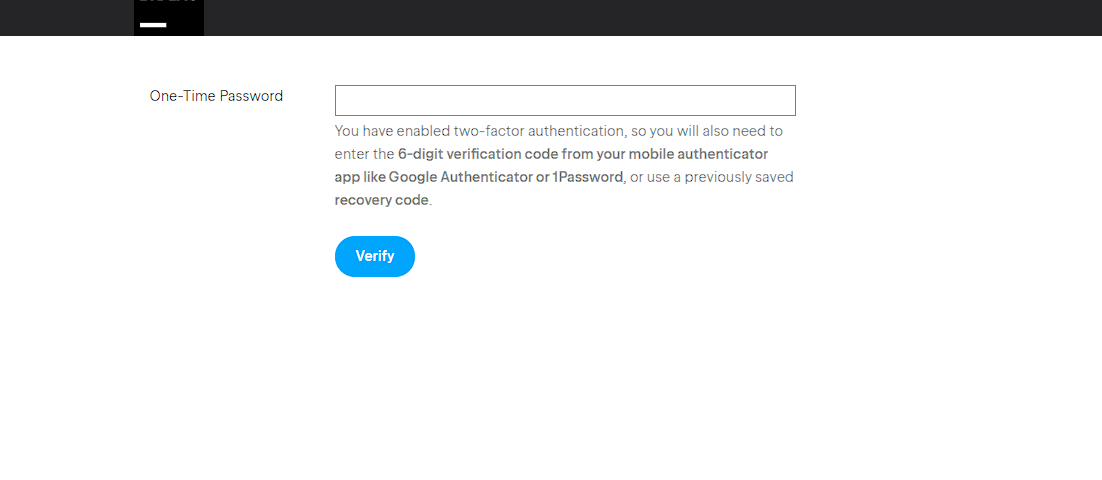 One-Time Password
You have enabled two-factor authentication, so you will also need to
enter the 6-digit verification code from your mobile authenticator
app like Google Authenticator or 1Password, or use a previously saved
recovery code.
Verify